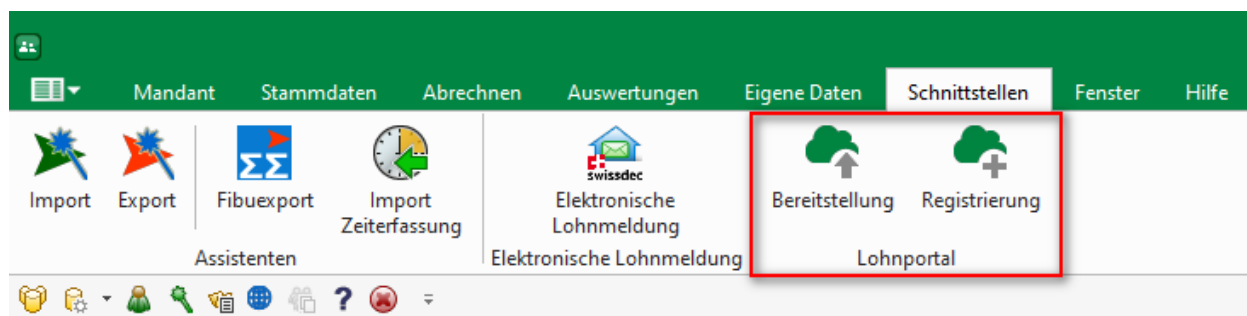 Mandant Stammdaten Abrechnen Auswertungen Eigene Daten Schnittstellen Fenster Hilfe
ΣΣ
swissdec
Import Export Fibuexport Import Zeiterfassung Elektronische Lohnmeldung Bereitstellung Registrierung
Assistenten Elektronische Lohnmeldung Lohnportal
?